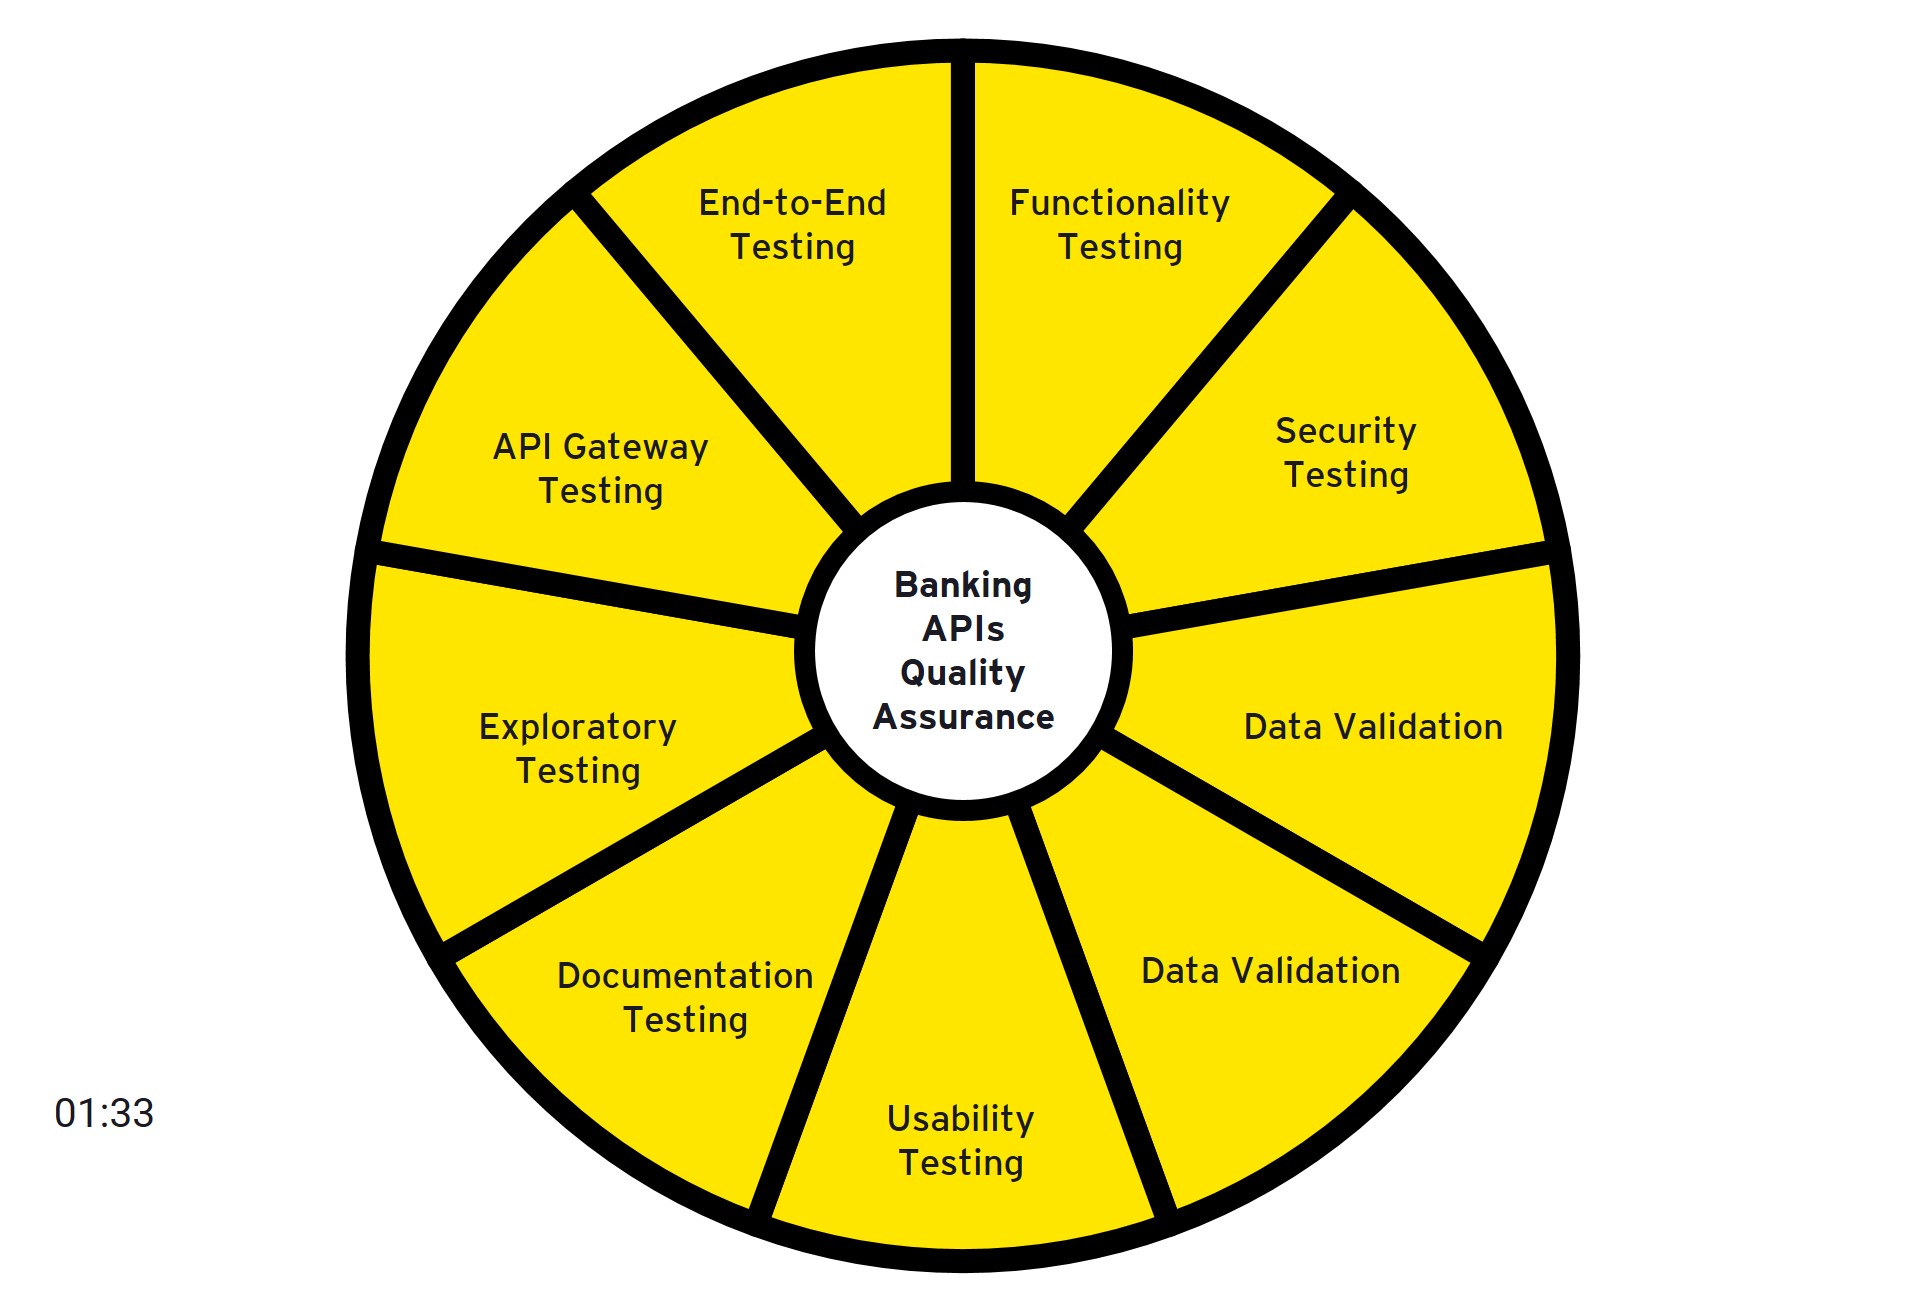 End-to-End
Testing
Functionality
Testing
API Gateway
Testing
Security
Testing
Banking
APIs
Quality
Assurance
Exploratory
Testing
Data Validation
Documentation
Testing
Data Validation
Usability
Testing
01:33